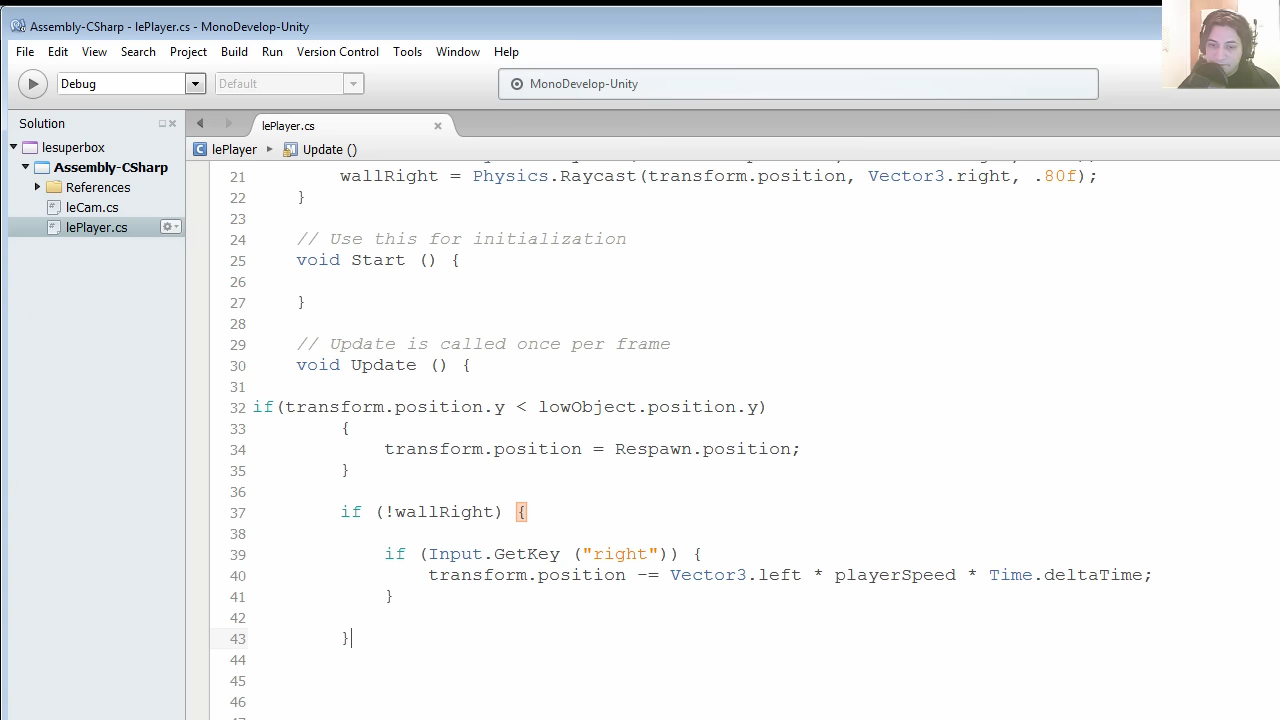 Assembly-CSharp - lePlayer.cs - MonoDevelop-Unity
File Edit View Search Project Build Run Version Control Tools Window Help
Debug Default MonoDevelop-Unity
Solution
lePlayer.cs
lesuperbox
Assembly-CSharp
References
leCam.cs
lePlayer.cs
lePlayer Update ()
21 wallRight = Physics.Raycast(transform.position, Vector3.right, .80f);
22 }
23
24 // Use this for initialization
25 void Start () {
26
27 }
28
29 // Update is called once per frame
30 void Update () {
31
32 if(transform.position.y < lowObject.position.y)
33 {
34 transform.position = Respawn.position;
35 }
36
37 if (!wallRight) {
38
39 if (Input.GetKey ("right")) {
40 transform.position -= Vector3.left * playerSpeed * Time.deltaTime;
41 }
42
43 }
44
45
46